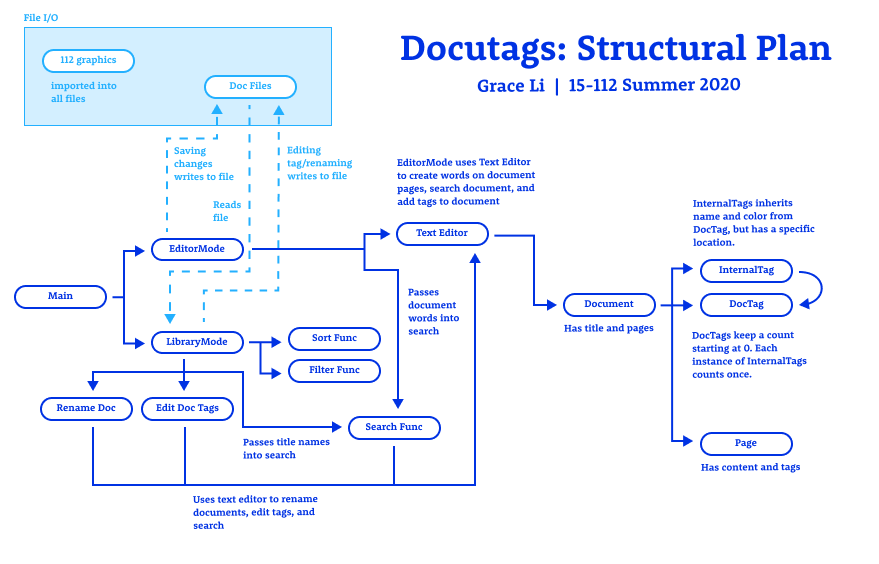 File I/O
Docutags: Structural Plan
Grace Li | 15-112 Summer 2020
112 graphics
imported into
all files
Doc Files
Saving
changes
writes to file
Editing
tag/renaming
writes to file
Reads
file
EditorMode uses Text Editor
to create words on document
pages, search document, and
add tags to document
InternalTags inherits
name and color from
DocTag, but has a specific
location.
EditorMode
Text Editor
Main
InternalTag
Document
DocTag
Has title and pages
Passes
document
words into
search
LibraryMode
Sort Func
Filter Func
DocTags keep a count
starting at 0. Each
instance of InternalTags
counts once.
Rename Doc
Edit Doc Tags
Search Func
Passes title names
into search
Page
Has content and tags
Uses text editor to rename
documents, edit tags, and
search